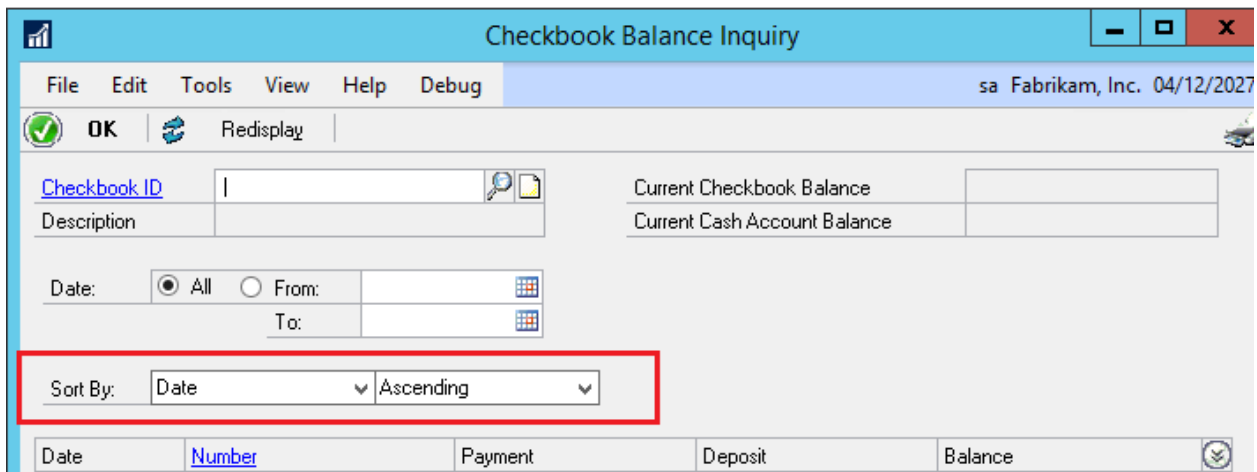 Checkbook Balance Inquiry
File Edit Tools View Help Debug sa Fabrikam, Inc. 04/12/2027
OK Redisplay
Checkbook ID Current Checkbook Balance
Description Current Cash Account Balance
Date: All From:
To:
Sort By: Date Ascending
Date Number Payment Deposit Balance